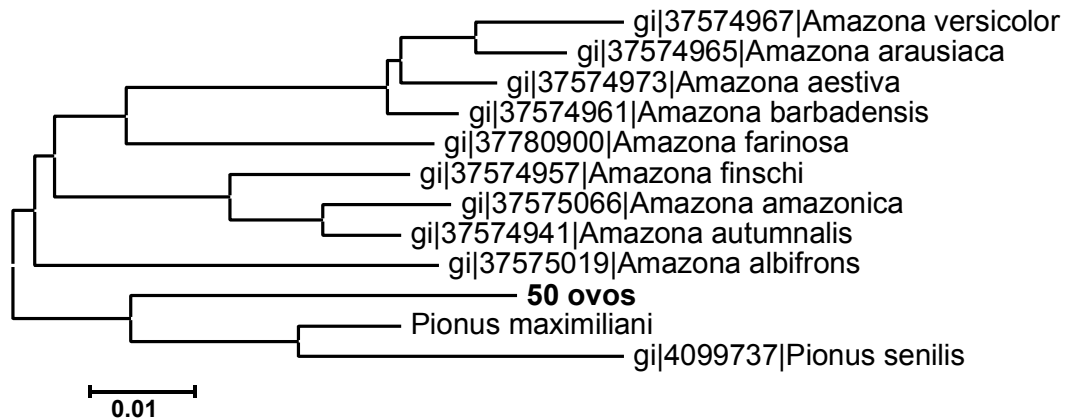 gi|37574967|Amazona versicolor
gi|37574965|Amazona arausiaca
gi|37574973|Amazona aestiva
gi|37574961|Amazona barbadensis
gi|37780900|Amazona farinosa
gi|37574957|Amazona finschi
gi|37575066|Amazona amazonica
gi|37574941|Amazona autumnalis
gi|37575019|Amazona albifrons
50 ovos
Pionus maximiliani
gi|4099737|Pionus senilis
0.01